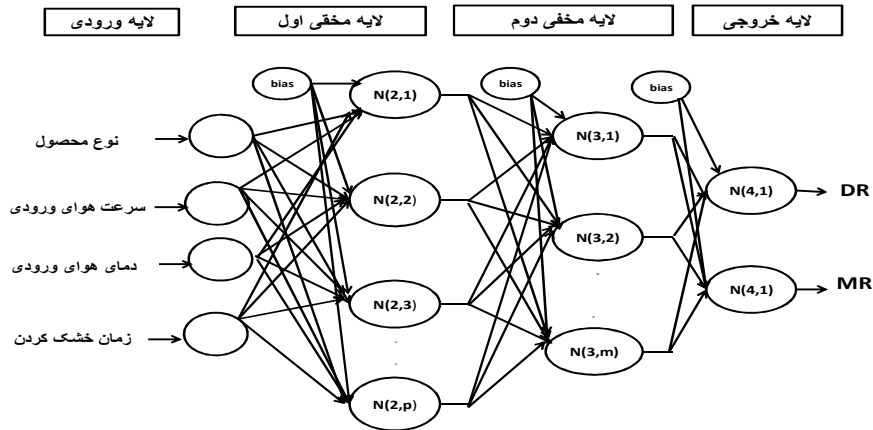 لایه ورودی
لایه مخفی اول
لایه مخفی دوم
لایه خروجی
bias
bias
bias
نوع محصول
سرعت هوای ورودی
دمای هوای ورودی
زمان خشک کردن
N(2,1)
N(2,2)
N(2,3)
N(2,p)
N(3,1)
N(3,2)
N(3,m)
N(4,1)
N(4,1)
DR
MR